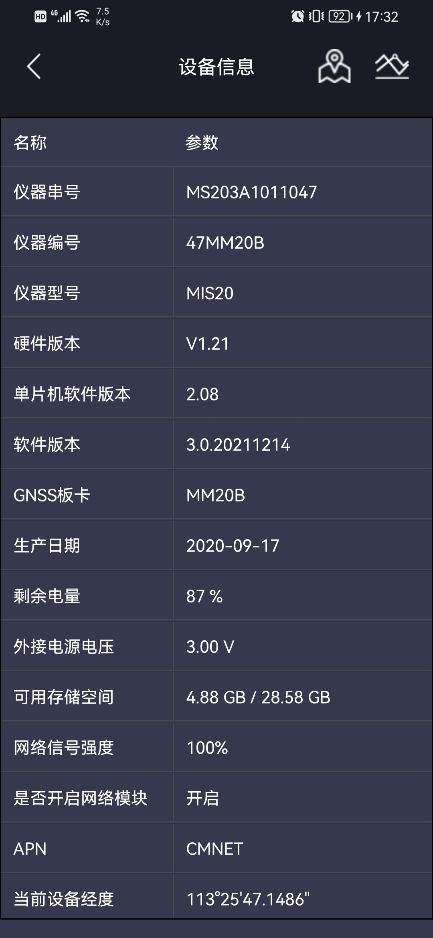 HD 4G 7.5 K/s 92 17:32
设备信息
名称 参数
仪器串号 MS203A1011047
仪器编号 47MM20B
仪器型号 MIS20
硬件版本 V1.21
单片机软件版本 2.08
软件版本 3.0.20211214
GNSS板卡 MM20B
生产日期 2020-09-17
剩余电量 87 %
外接电源电压 3.00 V
可用存储空间 4.88 GB / 28.58 GB
网络信号强度 100%
是否开启网络模块 开启
APN CMNET
当前设备经度 113°25'47.1486"